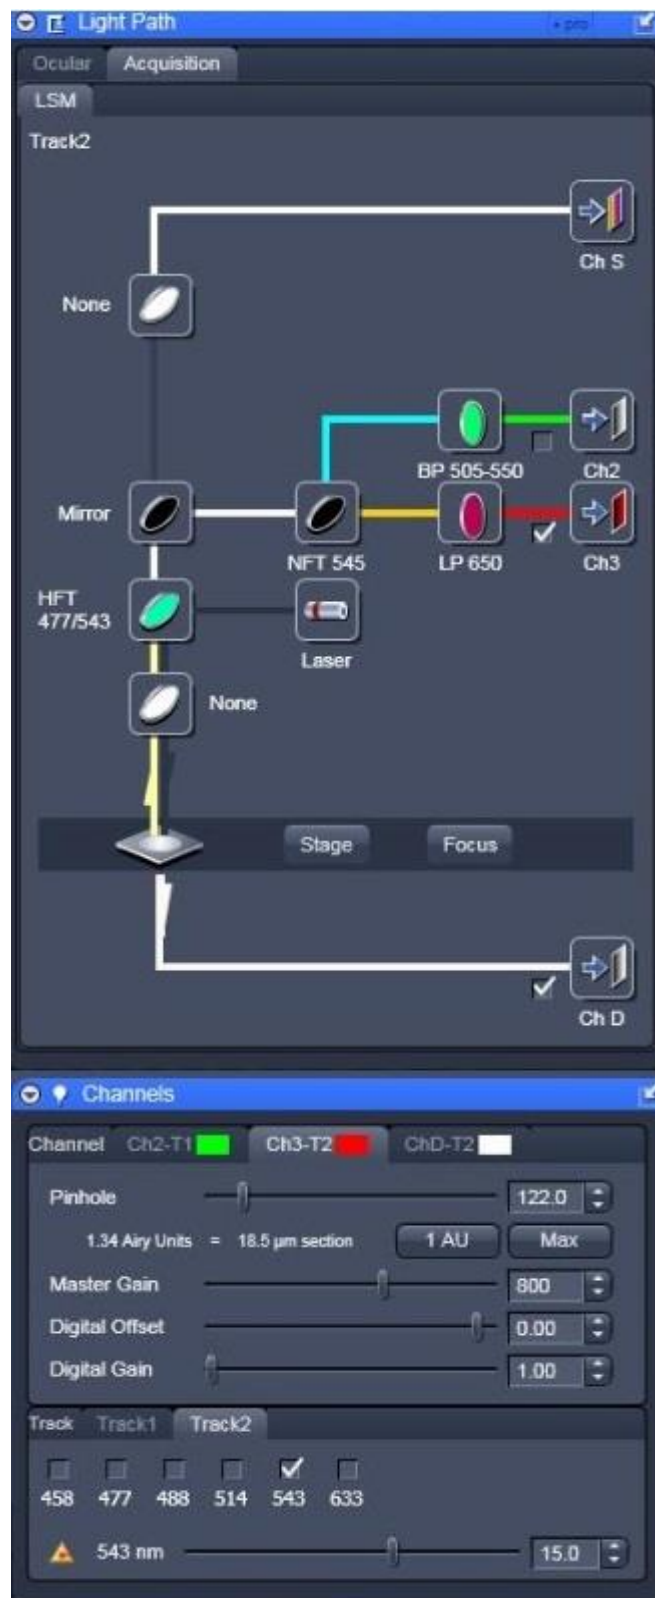 Light Path
Ocular Acquisition
LSM
Track2
Ch S
None
BP 505-550 Ch2
Mirror
NFT 545 LP 650 Ch3
HFT
477/543
Laser
None
Stage Focus
Ch D
Channels
Channel Ch2-T1 Ch3-T2 ChD-T2
Pinhole 122.0
1.34 Airy Units = 18.5 µm section 1 AU Max
Master Gain 800
Digital Offset 0.00
Digital Gain 1.00
Track Track1 Track2
458 477 488 514 543 633
543 nm 15.0